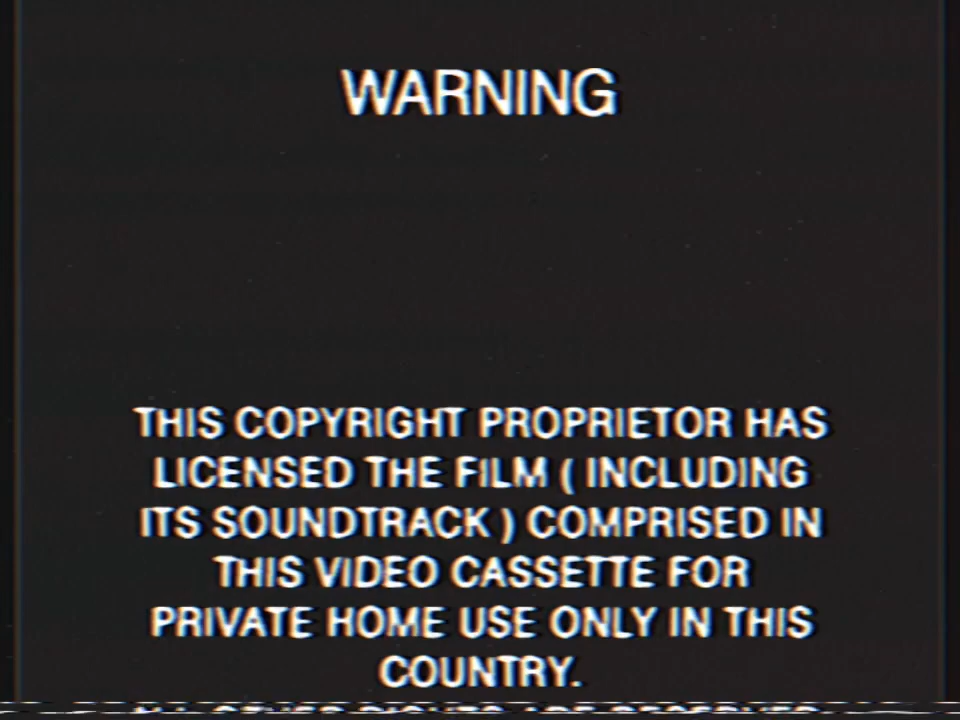 WARNING
THIS COPYRIGHT PROPRIETOR HAS
LICENSED THE FILM ( INCLUDING
ITS SOUNDTRACK ) COMPRISED IN
THIS VIDEO CASSETTE FOR
PRIVATE HOME USE ONLY IN THIS
COUNTRY.